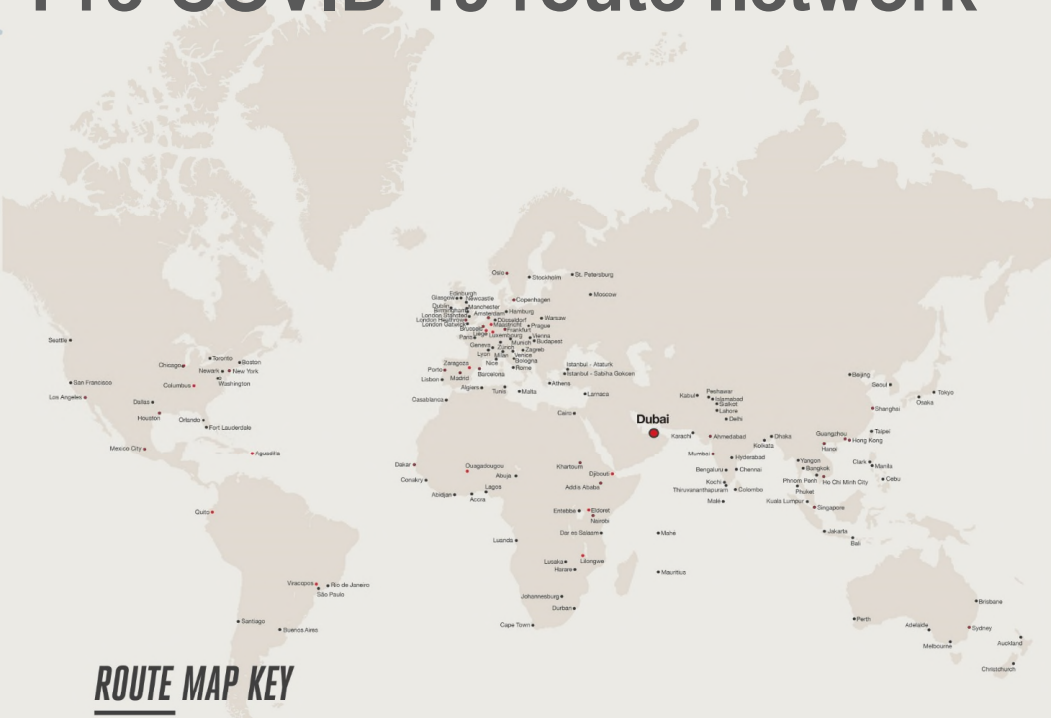 Pre-COVID-19 route network
Oslo
Stockholm
St. Petersburg
Moscow
Edinburgh
Glasgow
Newcastle
Copenhagen
Dublin
Manchester
Birmingham
Hamburg
London Stansted
Amsterdam
Düsseldorf
Warsaw
London Heathrow
Maastricht
London Gatwick
Frankfurt
Prague
Brussels
Liege
Luxembourg
Vienna
Paris
Munich
Budapest
Geneva
Zurich
Zagreb
Lyon
Milan
Venice
Bologna
Nice
Rome
Zaragoza
Porto
Barcelona
Lisbon
Madrid
Istanbul - Ataturk
Istanbul - Sabiha Gokcen
Athens
Algiers
Tunis
Malta
Larnaca
Casablanca
Cairo
Seattle
Toronto
Boston
Chicago
Newark
New York
San Francisco
Columbus
Washington
Los Angeles
Dallas
Houston
Orlando
Fort Lauderdale
Mexico City
Aguadilla
Quito
Viracopos
Rio de Janeiro
São Paulo
Santiago
Buenos Aires
Dakar
Ouagadougou
Conakry
Abuja
Lagos
Abidjan
Accra
Khartoum
Djibouti
Addis Ababa
Entebbe
Eldoret
Nairobi
Dar es Salaam
Luanda
Lusaka
Lilongwe
Harare
Johannesburg
Durban
Cape Town
Mahé
Mauritius
Dubai
Kabul
Peshawar
Islamabad
Sialkot
Lahore
Delhi
Karachi
Ahmedabad
Dhaka
Kolkata
Mumbai
Hyderabad
Bengaluru
Chennai
Kochi
Thiruvananthapuram
Colombo
Malé
Beijing
Seoul
Tokyo
Osaka
Shanghai
Guangzhou
Taipei
Hong Kong
Hanoi
Yangon
Bangkok
Clark
Manila
Phnom Penh
Ho Chi Minh City
Cebu
Phuket
Kuala Lumpur
Singapore
Jakarta
Bali
Brisbane
Perth
Adelaide
Sydney
Melbourne
Auckland
Christchurch
ROUTE MAP KEY